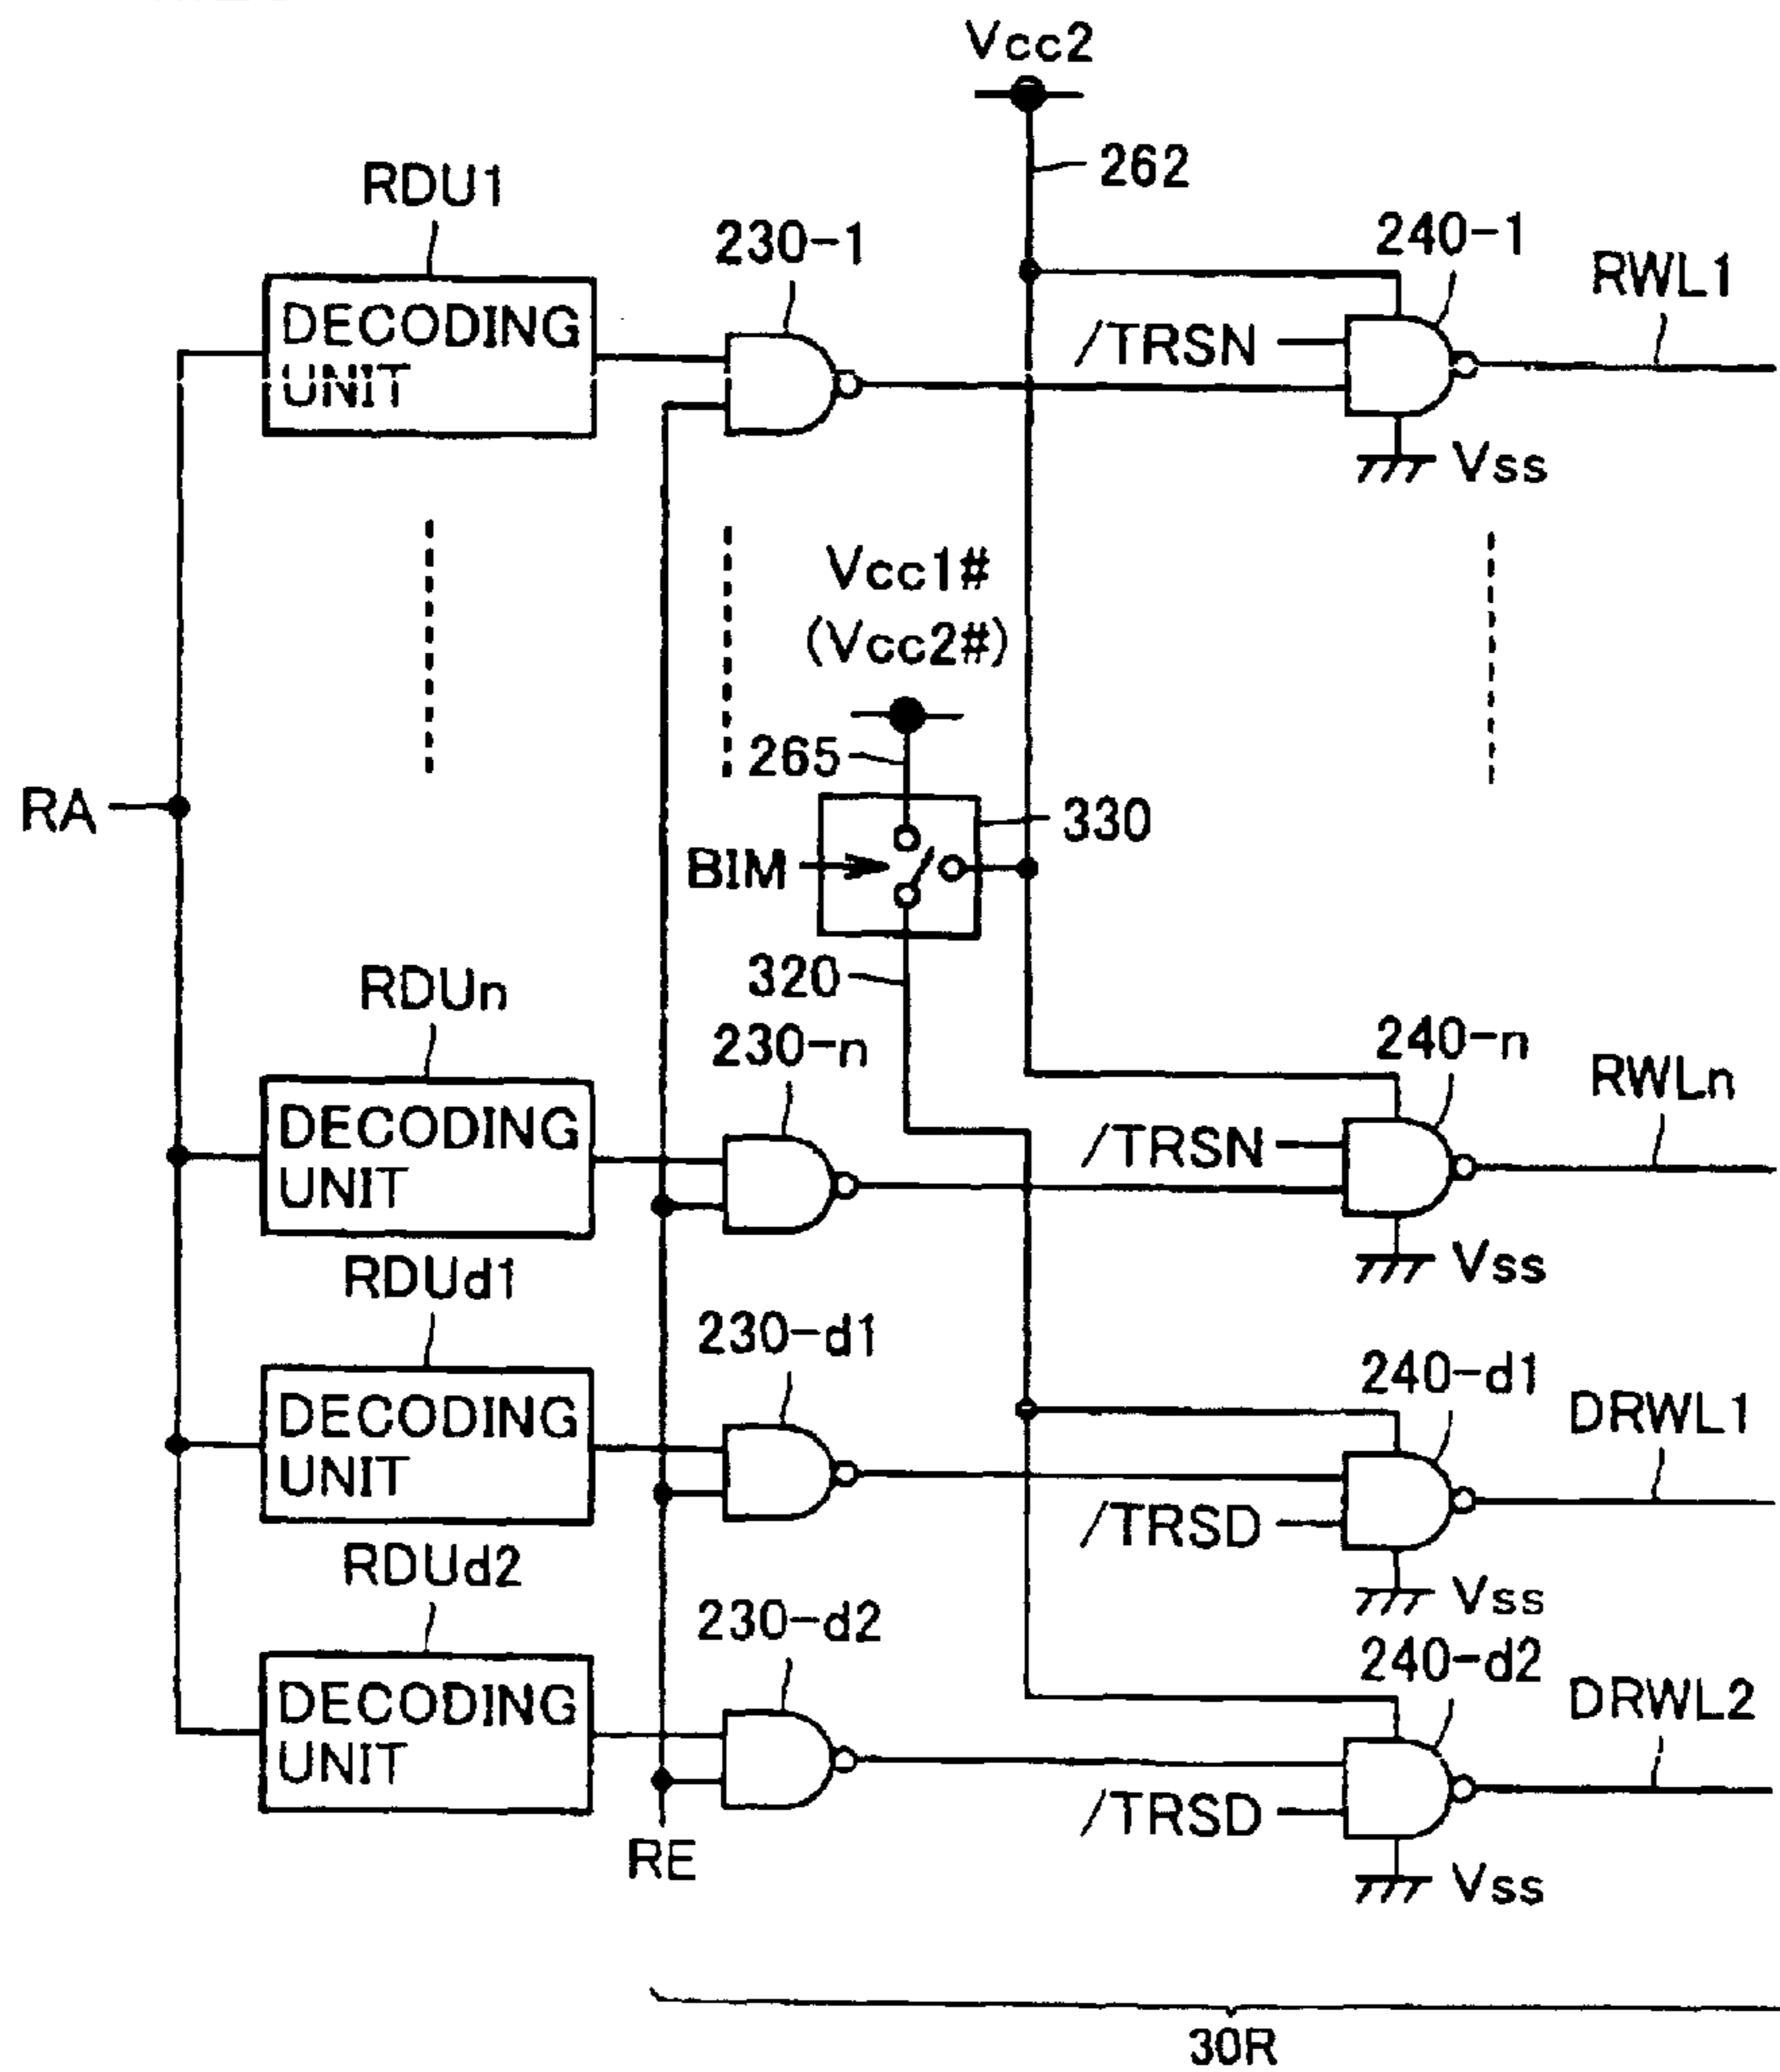 Vcc2
262
RDU1
230-1
240-1
RWL1
DECODING
UNIT
/TRSN
Vss
Vcc1#
(Vcc2#)
265
RA
330
BIM
320
RDUn
230-n
240-n
RWLn
DECODING
UNIT
/TRSN
Vss
RDUd1
230-d1
240-d1
DRWL1
DECODING
UNIT
/TRSD
Vss
RDUd2
230-d2
240-d2
DRWL2
DECODING
UNIT
/TRSD
RE
Vss
30R